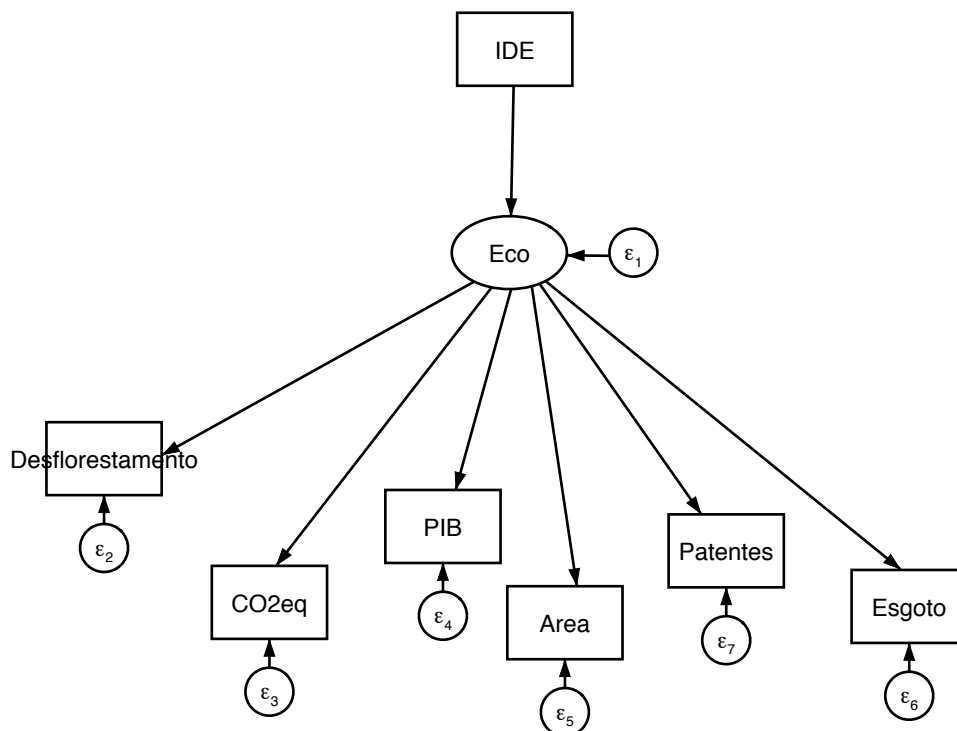 IDE
Eco
ε1
Desflorestamento
ε2
CO2eq
ε3
PIB
ε4
Area
ε5
Patentes
ε7
Esgoto
ε6